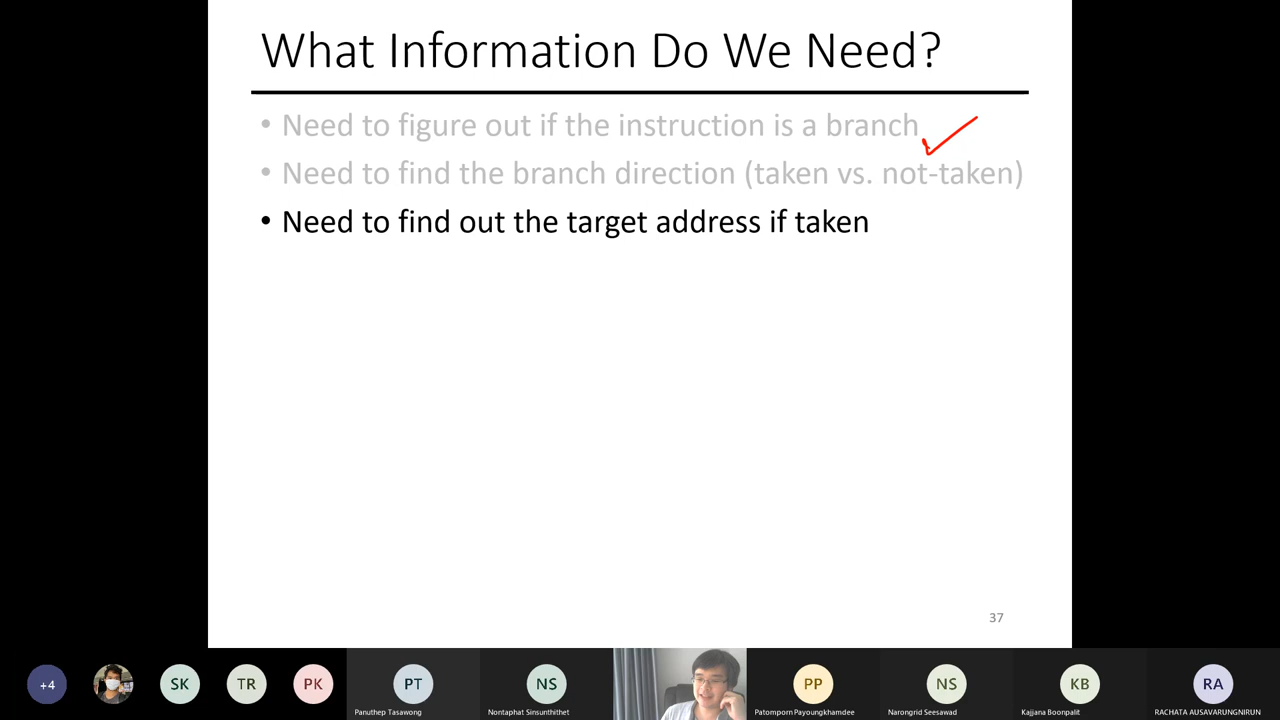 What Information Do We Need?
• Need to figure out if the instruction is a branch
• Need to find the branch direction (taken vs. not-taken)
• Need to find out the target address if taken
37
+4
SK
TR
PK
PT
NS
PP
NS
KB
RA
Panuthep Tasawong
Nontaphat Sinsunthithet
Patomporn Payoungkhamdee
Narongrid Seesawad
Kajjana Boonpalit
RACHATA AUSAVARUNGNIRUN